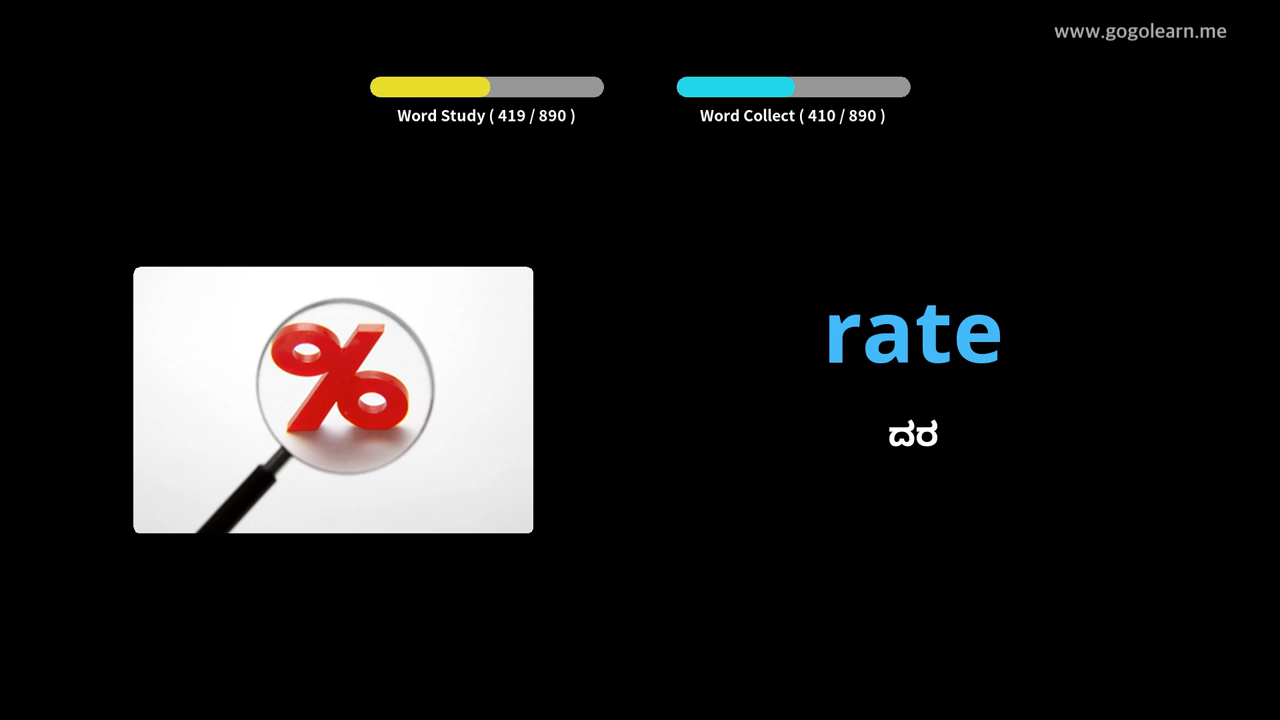 www.gogolearn.me
Word Study ( 419 / 890 )
Word Collect ( 410 / 890 )
%
rate
ದರ